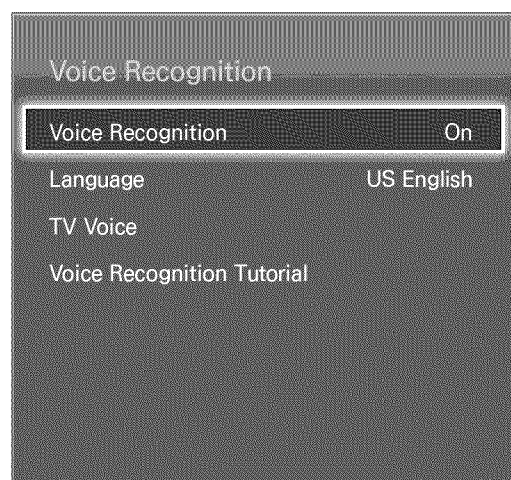 Voice Recognition
Voice Recognition On
Language US English
TV Voice
Voice Recognition Tutorial